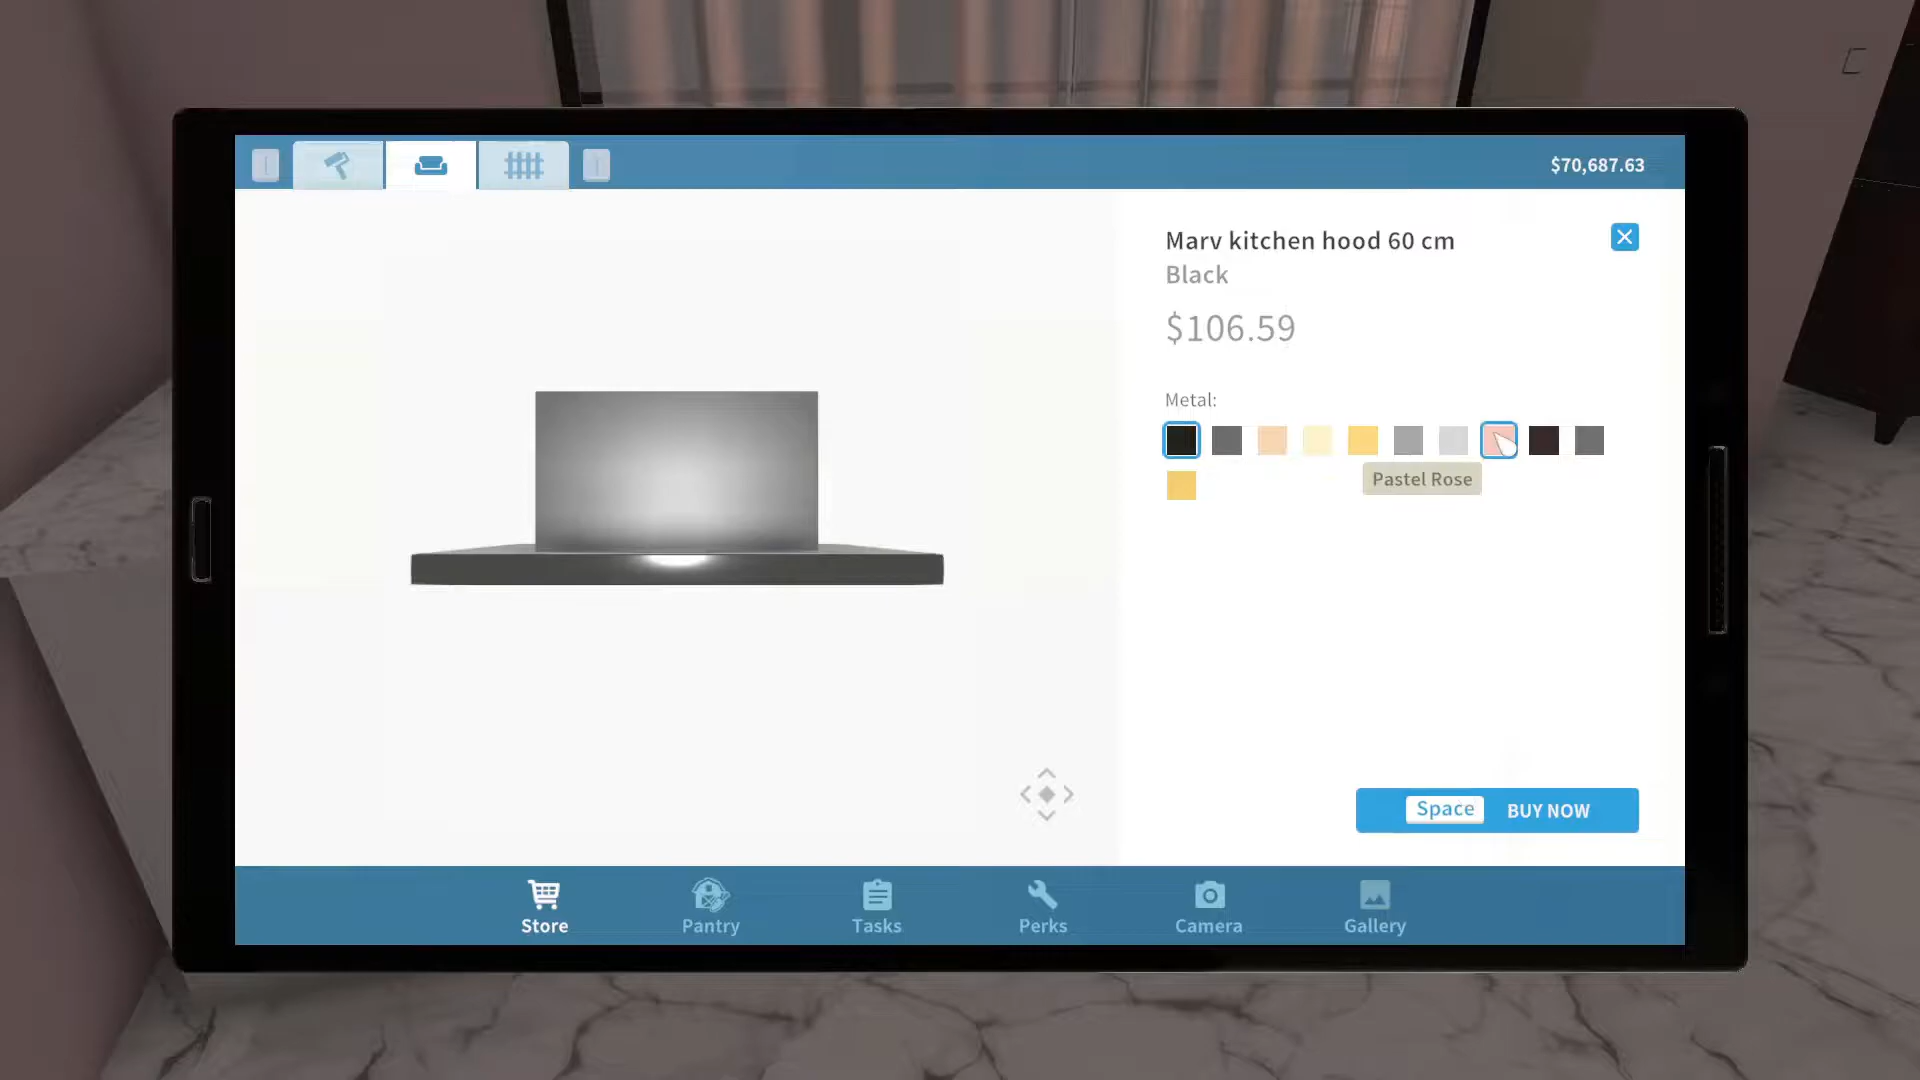 $70,687.63
Marv kitchen hood 60 cm
Black
$106.59
Metal:
Pastel Rose
Space BUY NOW
Store Pantry Tasks Perks Camera Gallery